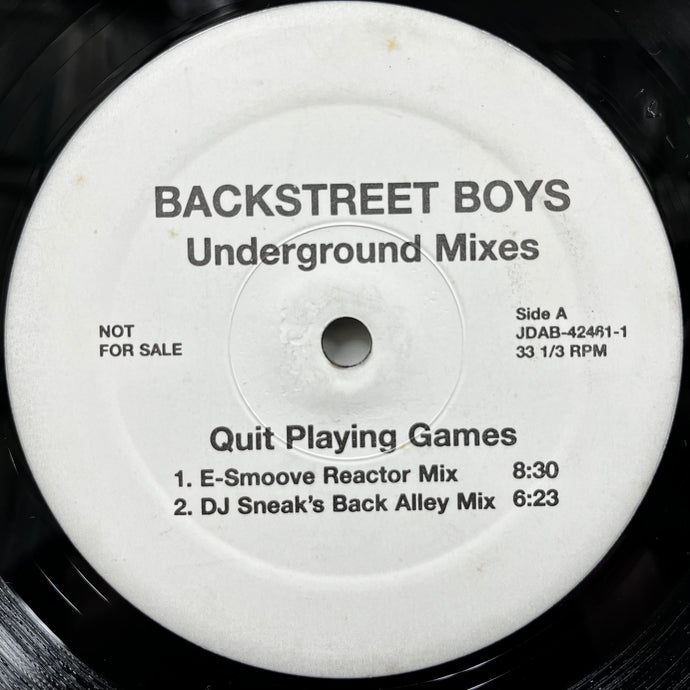 BACKSTREET BOYS
Underground Mixes
NOT
FOR SALE
Side A
JDAB-42461-1
33 1/3 RPM
Quit Playing Games
1. E-Smoove Reactor Mix 8:30
2. DJ Sneak's Back Alley Mix 6:23